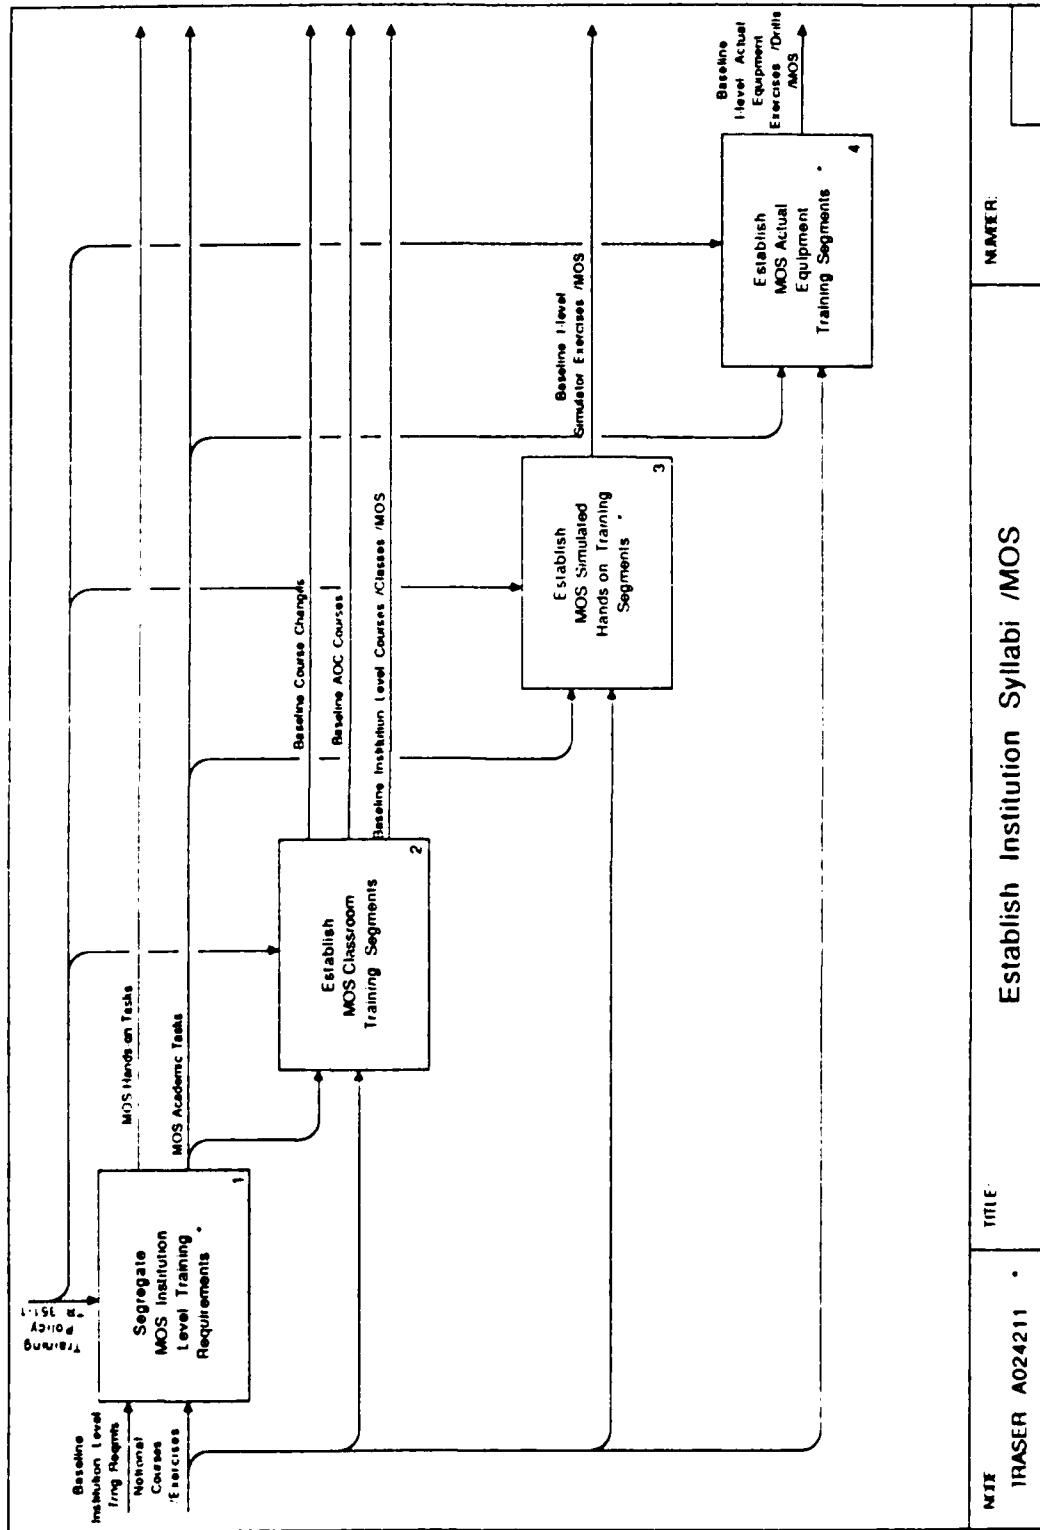 Training
Policy
351-1
Baseline
Institution Level
Trng Reqmts
Notional
Courses
/Exercises
Segregate
MOS Institution
Level Training
Requirements *
1
MOS Hands-on Tasks
MOS Academic Tasks
Establish
MOS Classroom
Training Segments
2
Baseline Course Changes
Baseline AOC Courses
Baseline Institution Level Courses /Classes /MOS
Establish
MOS Simulated
Hands on Training
Segments *
3
Baseline I-level
Simulator Exercises /MOS
Establish
MOS Actual
Equipment
Training Segments *
4
Baseline
I-level Actual
Equipment
Exercises /Drills
/MOS
NODE
TRASER A024211 *
TITLE:
Establish Institution Syllabi /MOS
NUMBER: